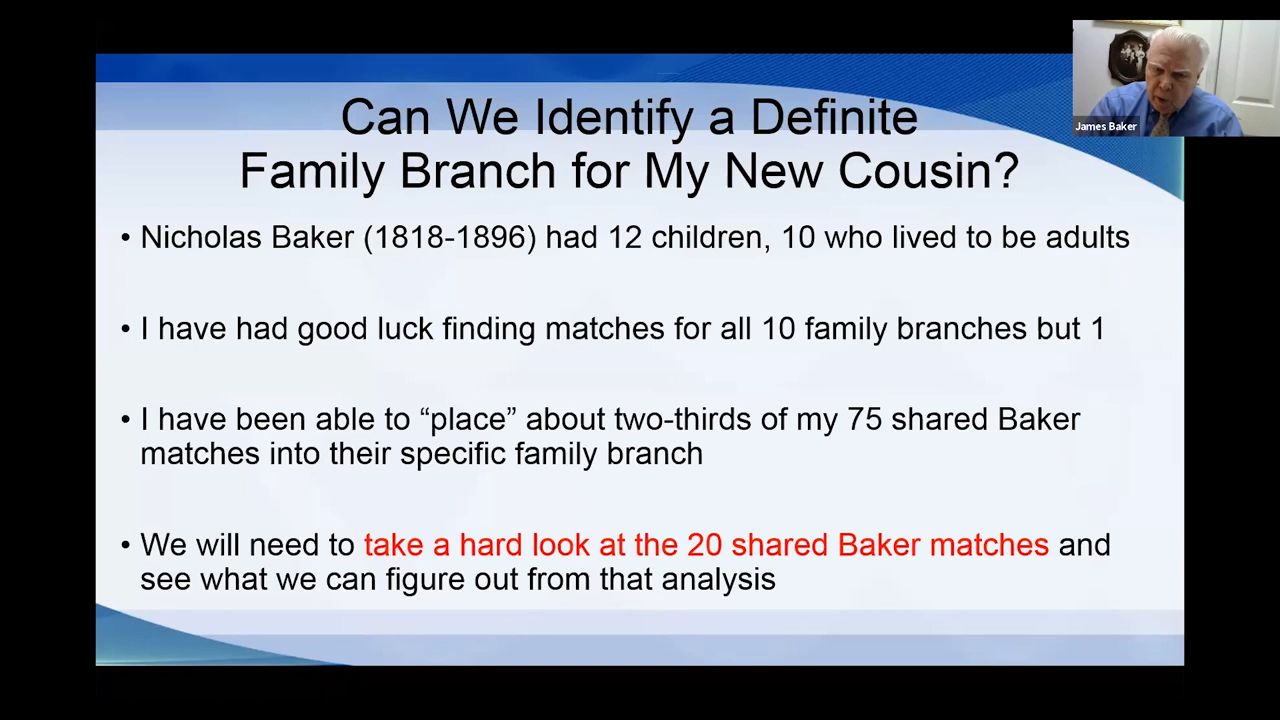 Can We Identify a Definite
Family Branch for My New Cousin?
James Baker
• Nicholas Baker (1818-1896) had 12 children, 10 who lived to be adults
• I have had good luck finding matches for all 10 family branches but 1
• I have been able to “place” about two-thirds of my 75 shared Baker
matches into their specific family branch
• We will need to take a hard look at the 20 shared Baker matches and
see what we can figure out from that analysis